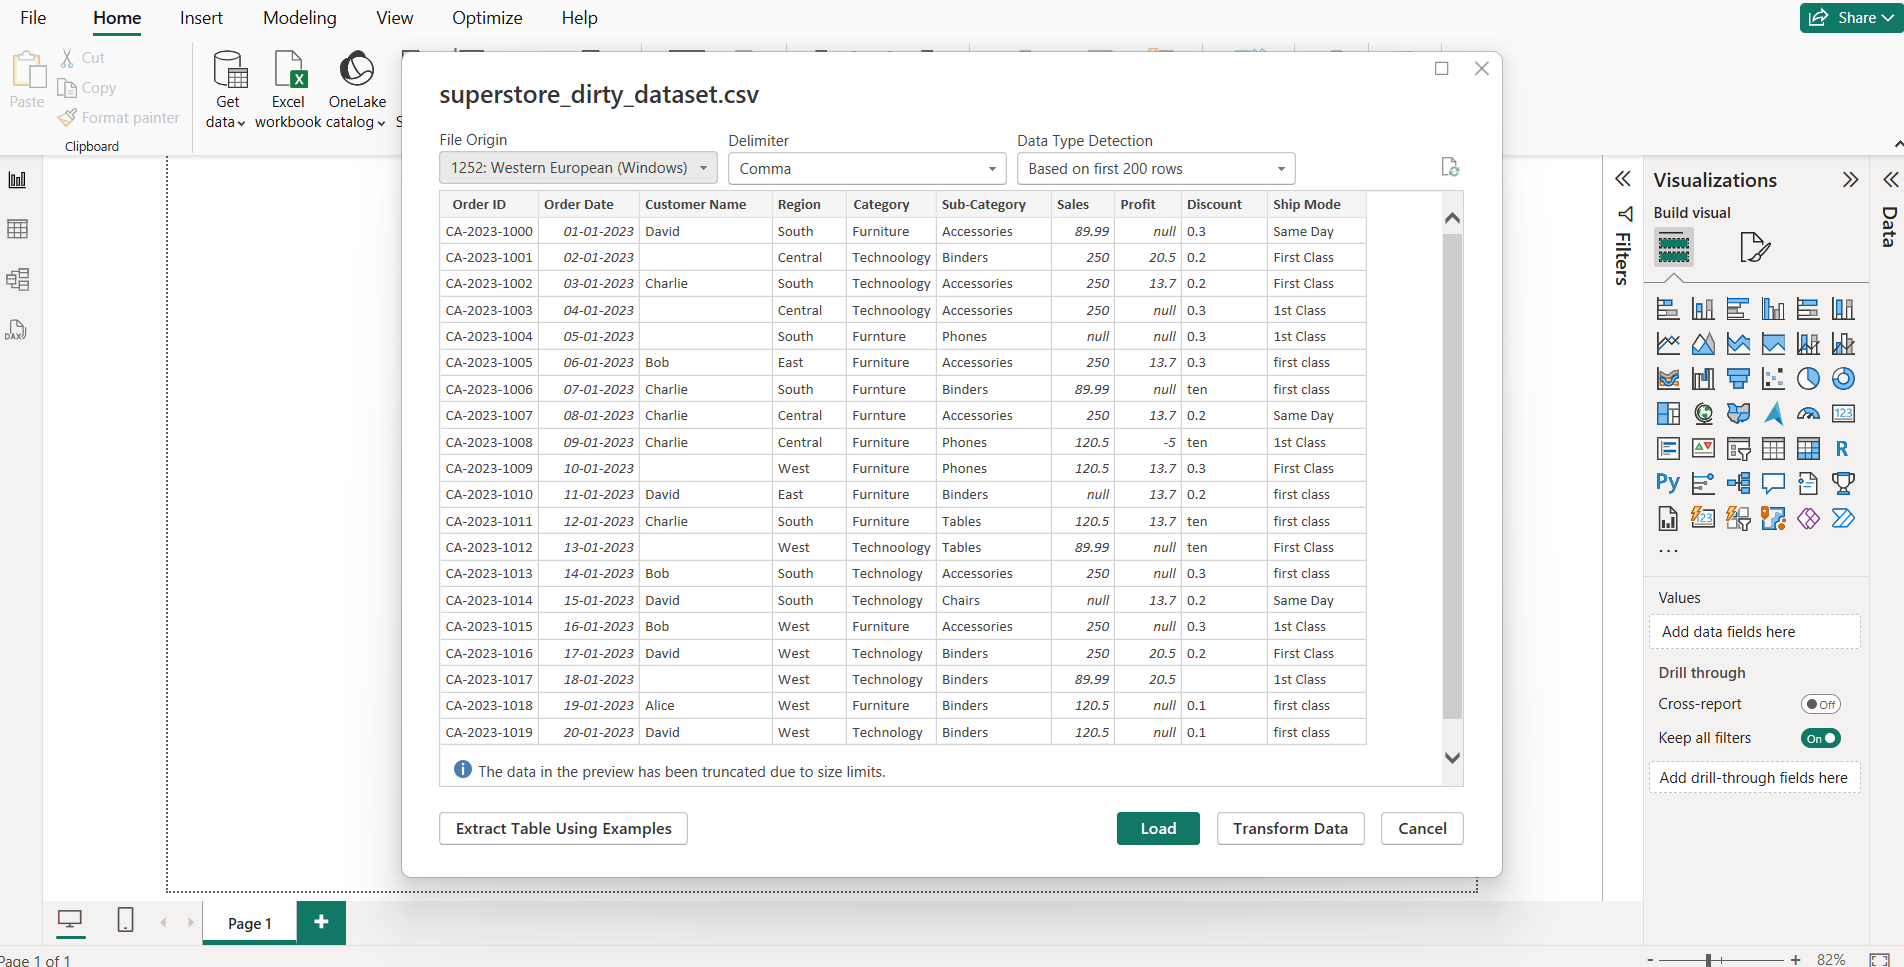 File Home Insert Modeling View Optimize Help Share
Paste
Cut
Copy
Format painter
Clipboard
Get data
Excel workbook
OneLake catalog
S
superstore_dirty_dataset.csv
File Origin Delimiter Data Type Detection
1252: Western European (Windows) Comma Based on first 200 rows
Order ID Order Date Customer Name Region Category Sub-Category Sales Profit Discount Ship Mode
CA-2023-1000 01-01-2023 David South Furniture Accessories 89.99 null 0.3 Same Day
CA-2023-1001 02-01-2023 Central Technoology Binders 250 20.5 0.2 First Class
CA-2023-1002 03-01-2023 Charlie South Technoology Accessories 250 13.7 0.2 First Class
CA-2023-1003 04-01-2023 Central Technoology Accessories 250 null 0.3 1st Class
CA-2023-1004 05-01-2023 South Furnture Phones null null 0.3 1st Class
CA-2023-1005 06-01-2023 Bob East Furniture Accessories 250 13.7 0.3 first class
CA-2023-1006 07-01-2023 Charlie South Furnture Binders 89.99 null ten first class
CA-2023-1007 08-01-2023 Charlie Central Furnture Accessories 250 13.7 0.2 Same Day
CA-2023-1008 09-01-2023 Charlie Central Furniture Phones 120.5 -5 ten 1st Class
CA-2023-1009 10-01-2023 West Furniture Phones 120.5 13.7 0.3 First Class
CA-2023-1010 11-01-2023 David East Furniture Binders null 13.7 0.2 first class
CA-2023-1011 12-01-2023 Charlie South Furniture Tables 120.5 13.7 ten first class
CA-2023-1012 13-01-2023 West Technoology Tables 89.99 null ten First Class
CA-2023-1013 14-01-2023 Bob South Technology Accessories 250 null 0.3 first class
CA-2023-1014 15-01-2023 David South Technology Chairs null 13.7 0.2 Same Day
CA-2023-1015 16-01-2023 Bob West Furniture Accessories 250 null 0.3 1st Class
CA-2023-1016 17-01-2023 David West Technology Binders 250 20.5 0.2 First Class
CA-2023-1017 18-01-2023 West Technology Binders 89.99 20.5 1st Class
CA-2023-1018 19-01-2023 Alice West Furniture Binders 120.5 null 0.1 first class
CA-2023-1019 20-01-2023 David West Technology Binders 120.5 null 0.1 first class
The data in the preview has been truncated due to size limits.
Extract Table Using Examples Load Transform Data Cancel
Filters
Visualizations
Build visual
123
R
Py
123
...
Values
Add data fields here
Drill through
Cross-report Off
Keep all filters On
Add drill-through fields here
Data
DAX
Page 1 +
Page 1 of 1
- + 82%